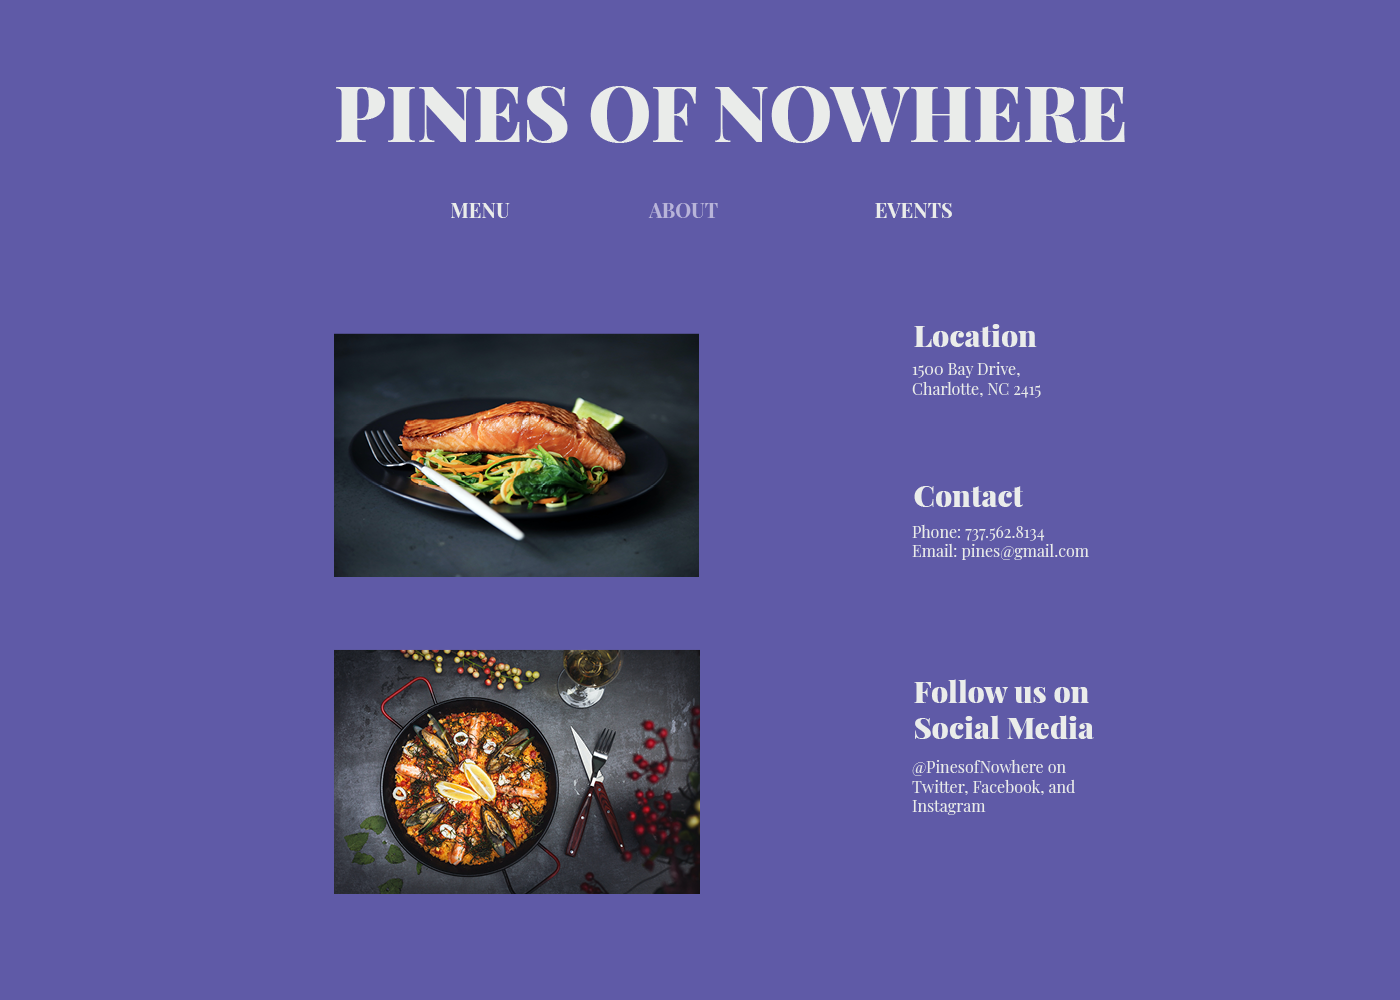 PINES OF NOWHERE
MENU
ABOUT
EVENTS
Location
1500 Bay Drive,
Charlotte, NC 2415
Contact
Phone: 737.562.8134
Email: pines@gmail.com
Follow us on
Social Media
@PinesofNowhere on
Twitter, Facebook, and
Instagram